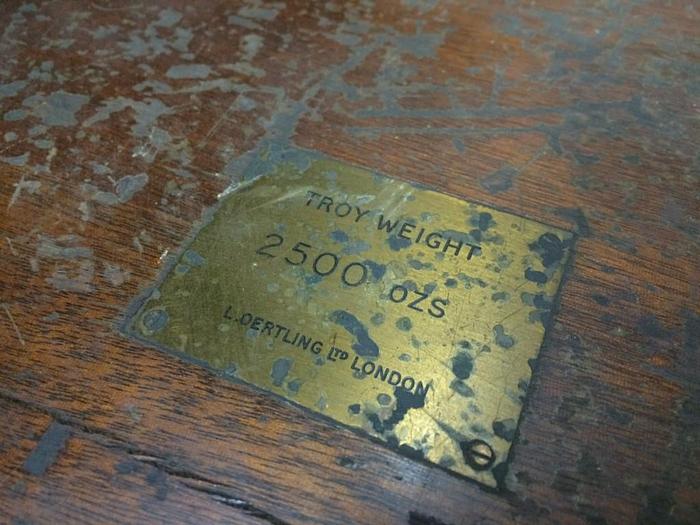 TROY WEIGHT
2500 OZS
L.OERTLING LTD LONDON